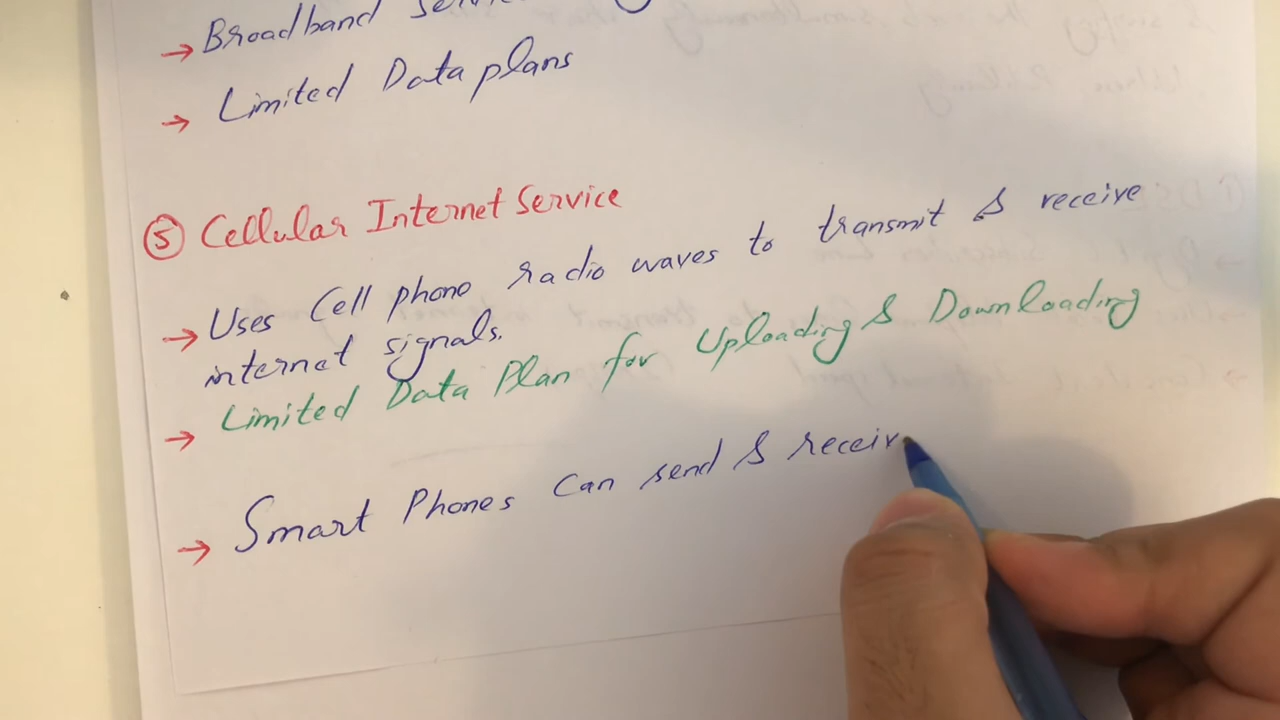 → Broadband
→ Limited Data plans
⑤ Cellular Internet Service
→ Uses Cell phone radio waves to transmit & receive
internet signals.
→ Limited Data Plan for Uploading & Downloading
→ Smart Phones Can send & receiv